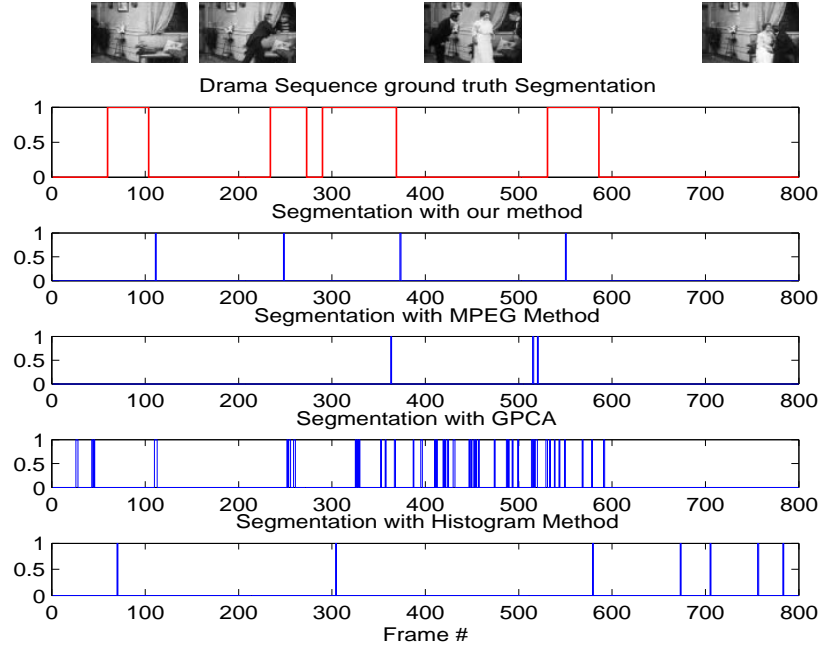 Drama Sequence ground truth Segmentation
1
0.5
0
0 100 200 300 400 500 600 700 800
Segmentation with our method
1
0.5
0
0 100 200 300 400 500 600 700 800
Segmentation with MPEG Method
1
0.5
0
0 100 200 300 400 500 600 700 800
Segmentation with GPCA
1
0.5
0
0 100 200 300 400 500 600 700 800
Segmentation with Histogram Method
1
0.5
0
0 100 200 300 400 500 600 700 800
Frame #